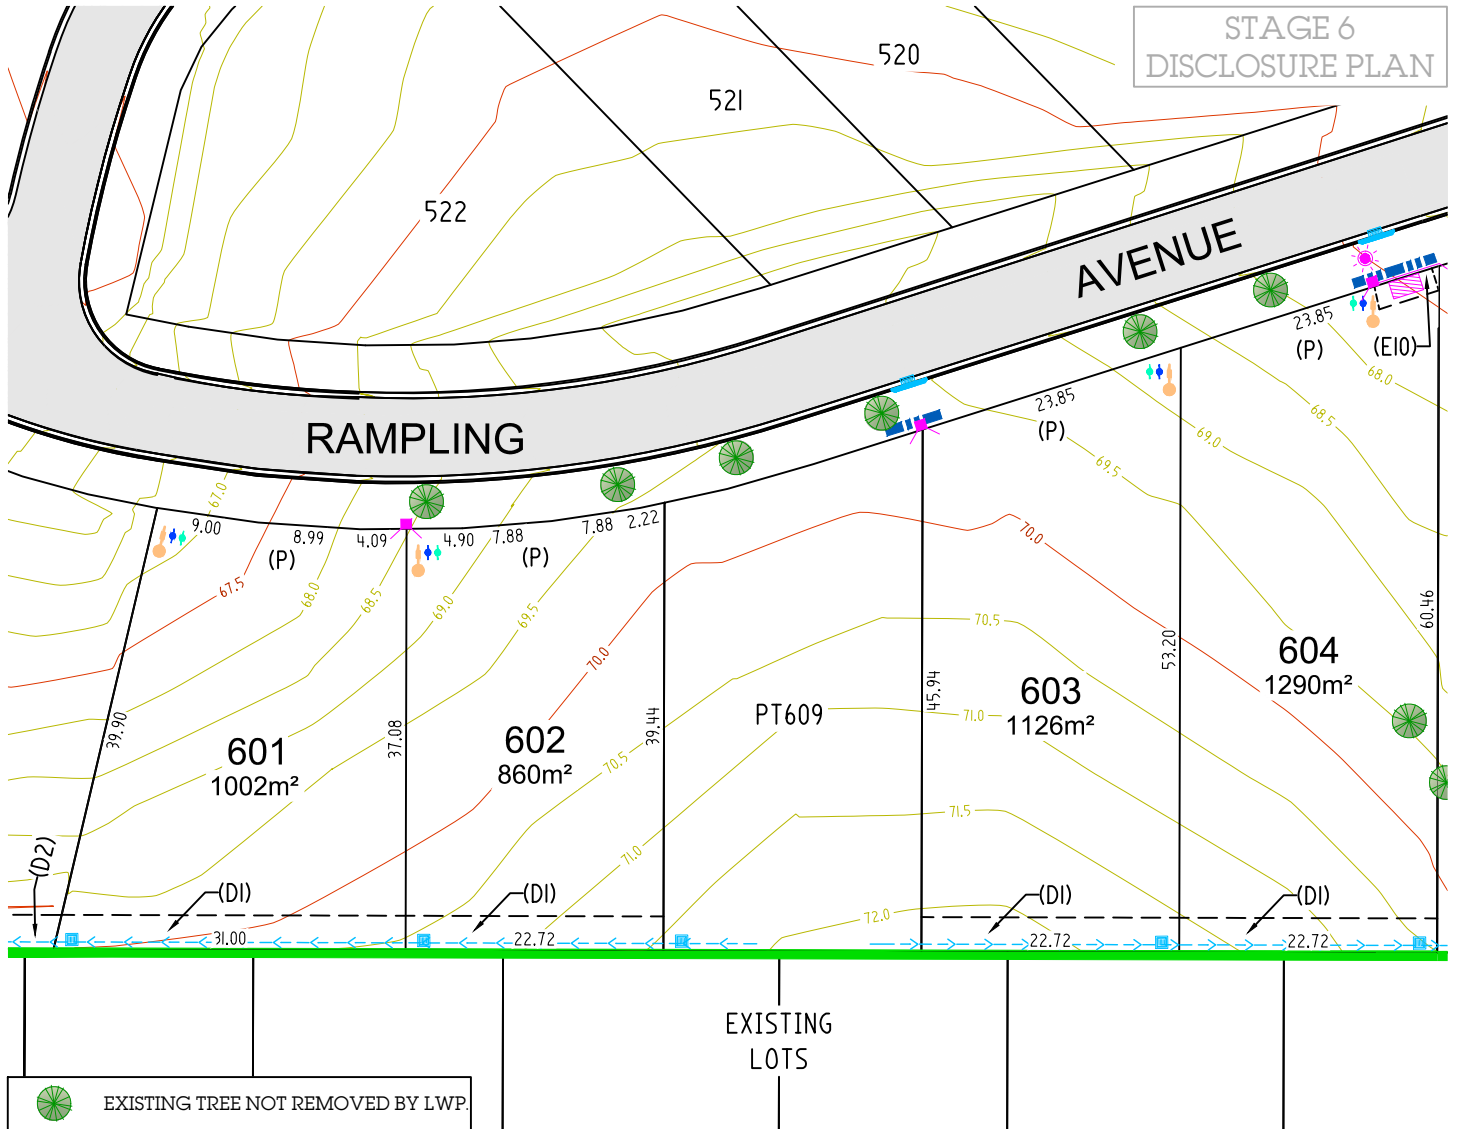 STAGE 6
DISCLOSURE PLAN
520
521
522
AVENUE
RAMPLING
23.85
(P)
(E10)
68.0
68.5
69.0
69.5
23.85
(P)
67.0
9.00
8.99
(P)
4.09
4.90
7.88
(P)
7.88
2.22
67.5
68.0
68.5
69.0
69.5
70.0
70.0
70.5
71.0
71.5
72.0
70.5
71.0
39.90
37.08
39.44
45.94
53.20
60.46
601
1002m²
602
860m²
PT609
603
1126m²
604
1290m²
(D2)
(D1)
(D1)
(D1)
(D1)
31.00
22.72
22.72
22.72
EXISTING
LOTS
EXISTING TREE NOT REMOVED BY LWP.